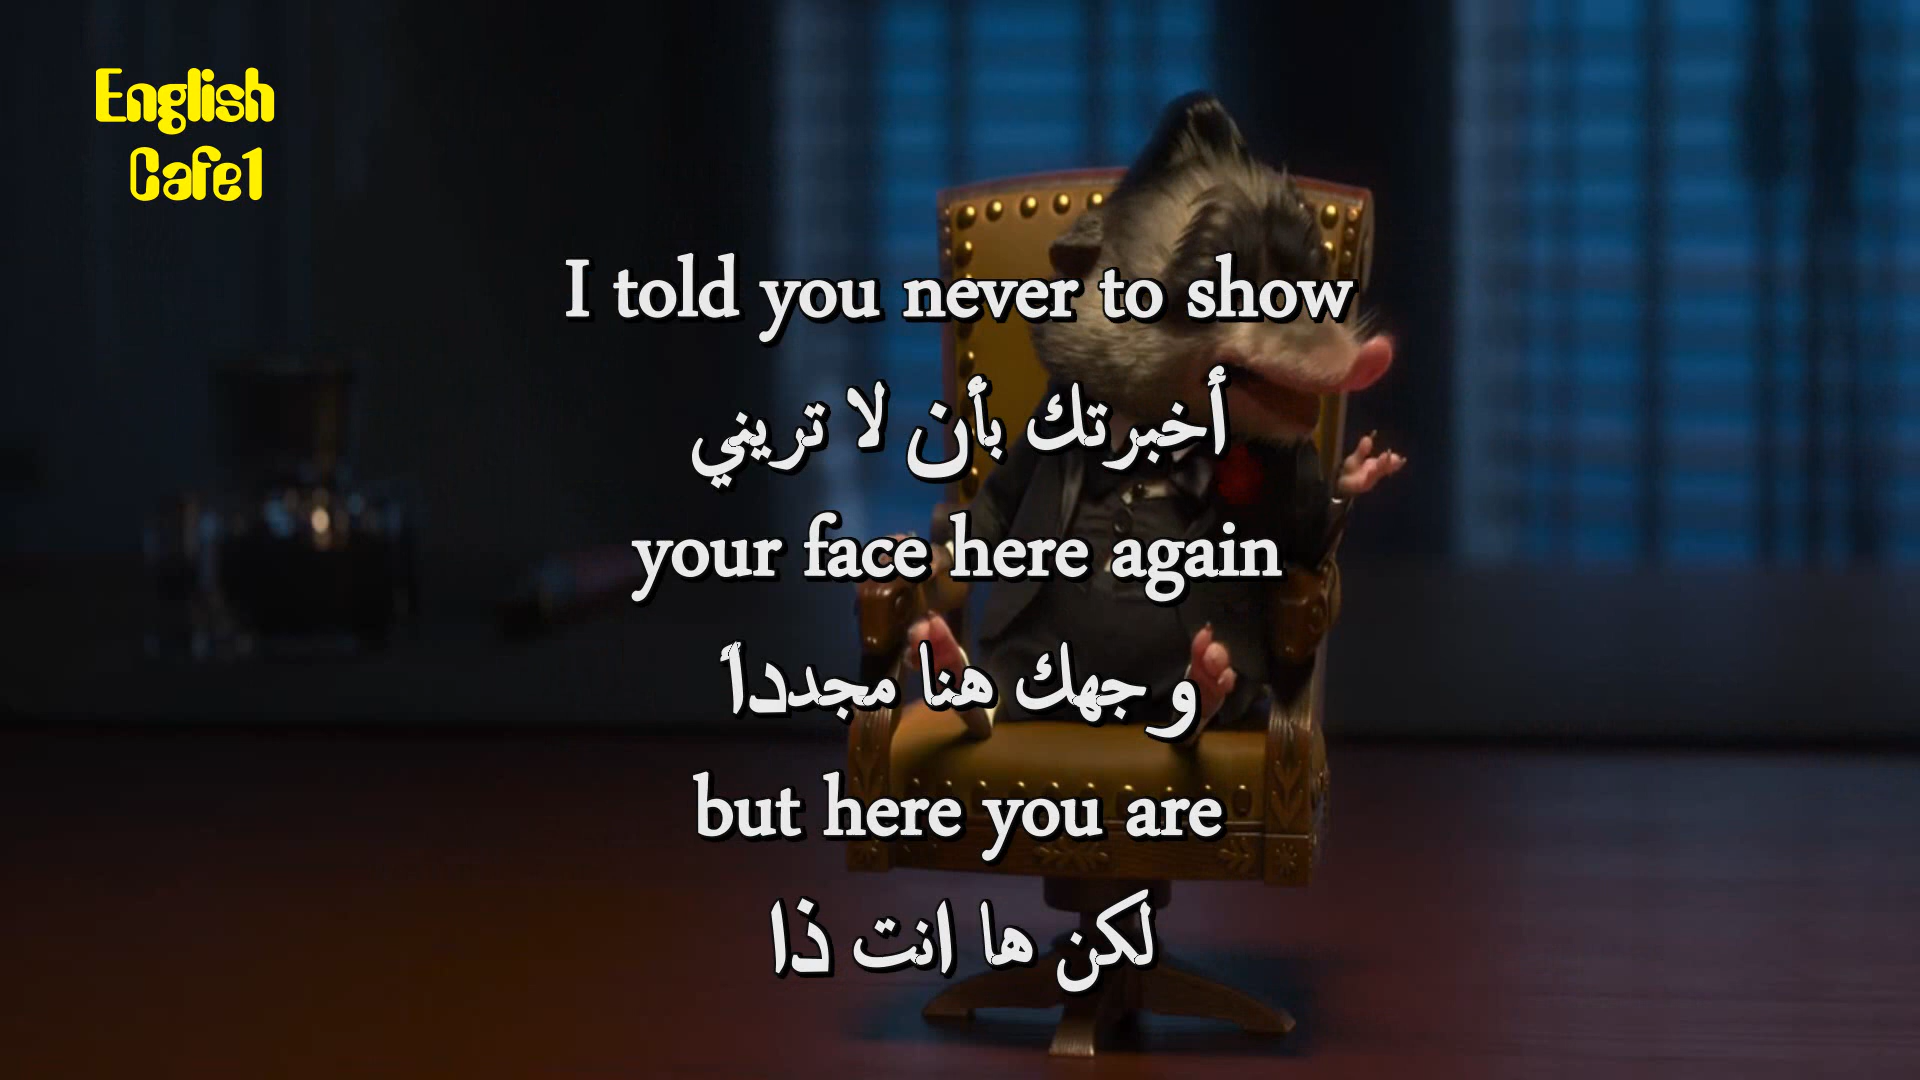 English
Cafe1
I told you never to show
أخبرتك بأن لا تريني
your face here again
وجهك هنا مجدداً
but here you are
لكن ها انت ذا